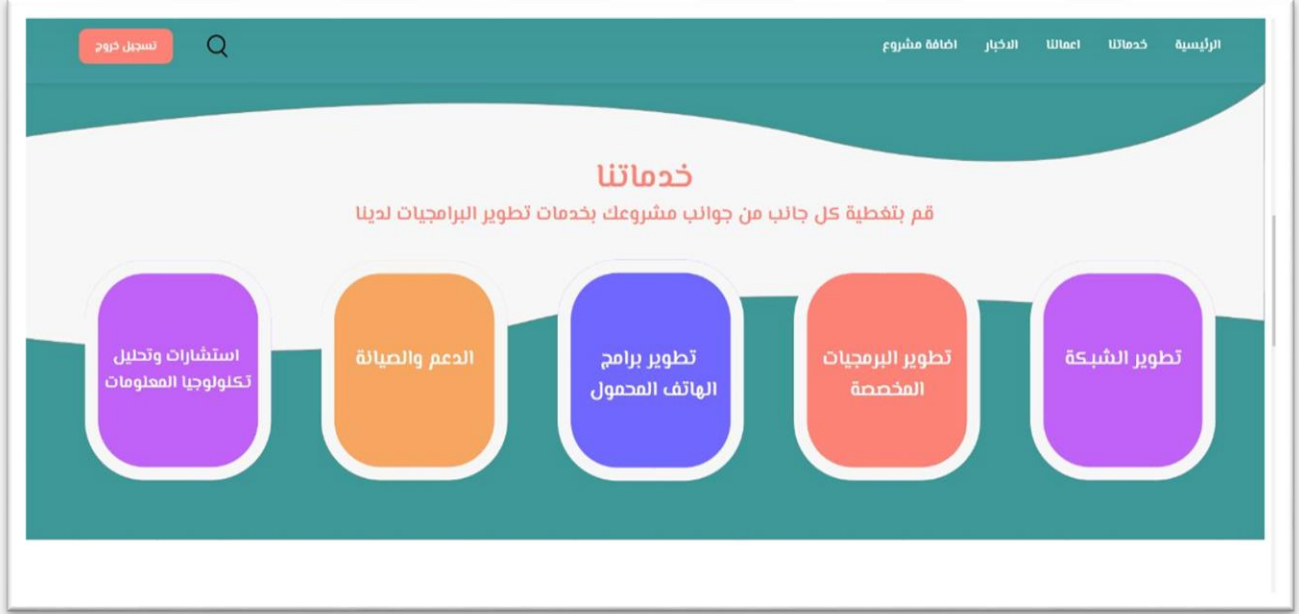 الرئيسية
خدماتنا
اعمالنا
الاخبار
اضافة مشروع
تسجيل خروج
خدماتنا
قم بتغطية كل جانب من جوانب مشروعك بخدمات تطوير البرامجيات لدينا
تطوير الشبكة
تطوير البرمجيات
المخصصة
تطوير برامج
الهاتف المحمول
الدعم والصيانة
استشارات وتحليل
تكنولوجيا المعلومات